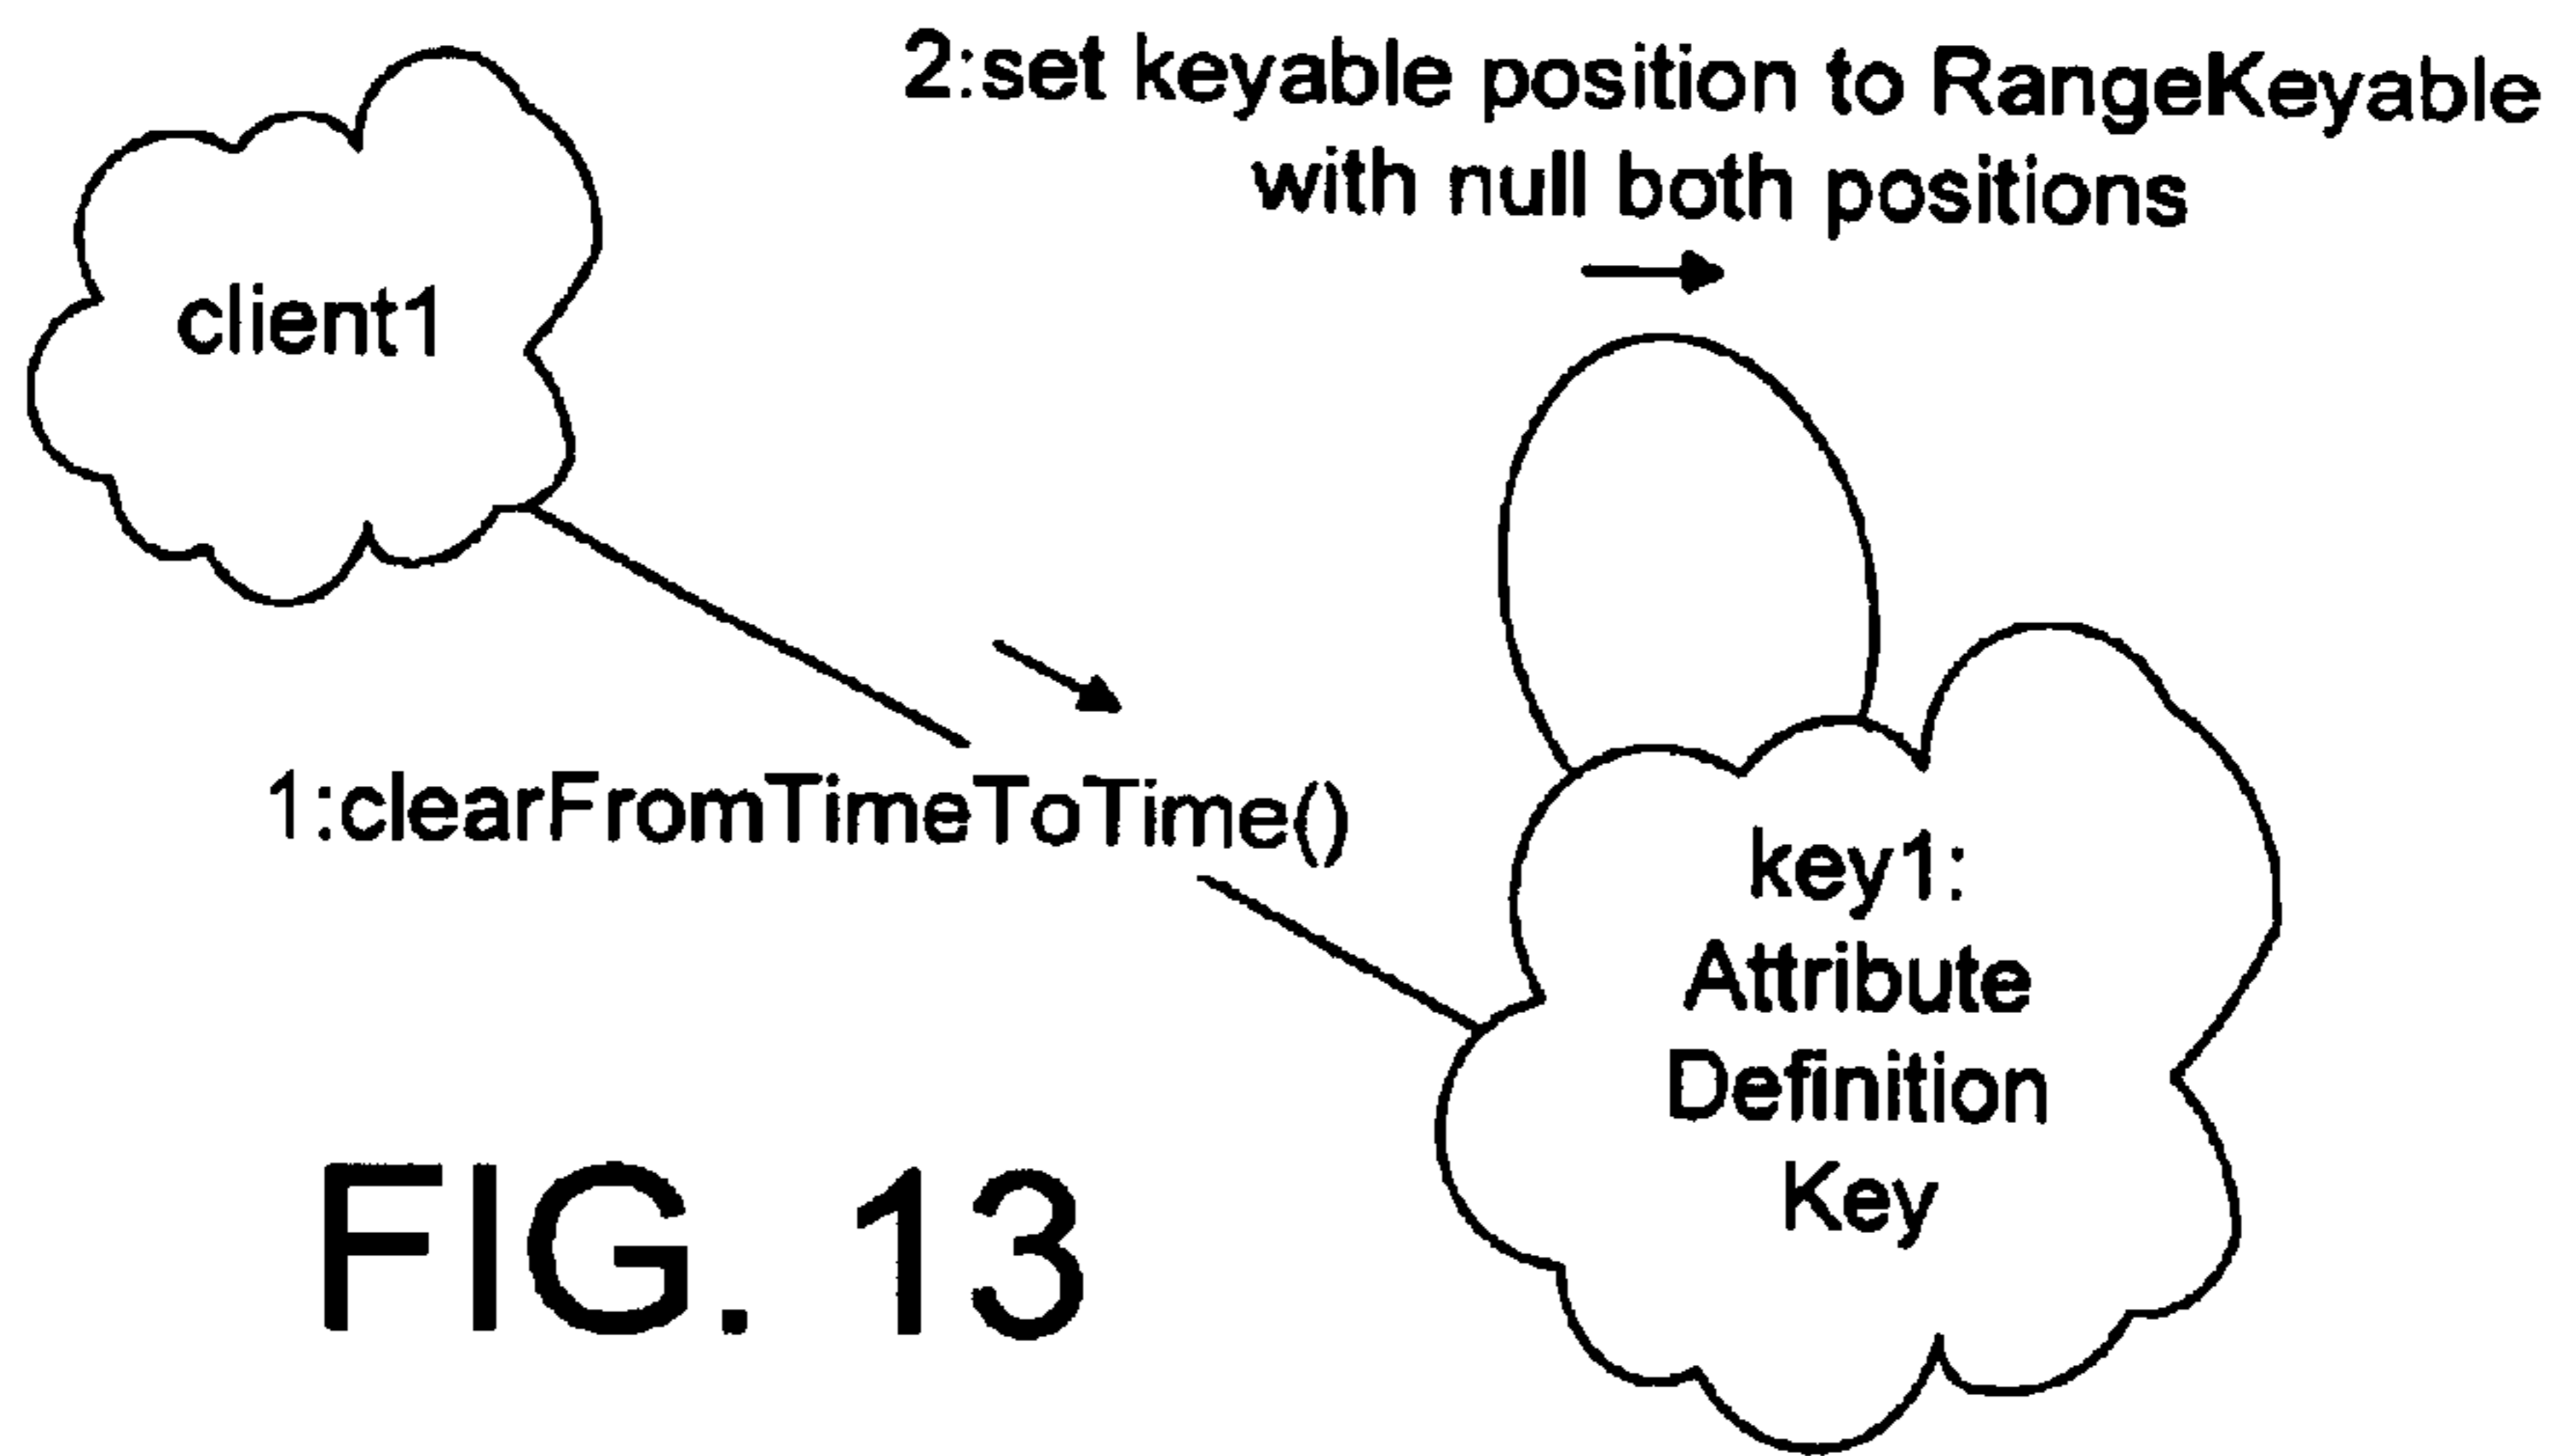 2:set keyable position to RangeKeyable
with null both positions
client1
1:clearFromTimeToTime()
key1:
Attribute
Definition
Key
FIG. 13